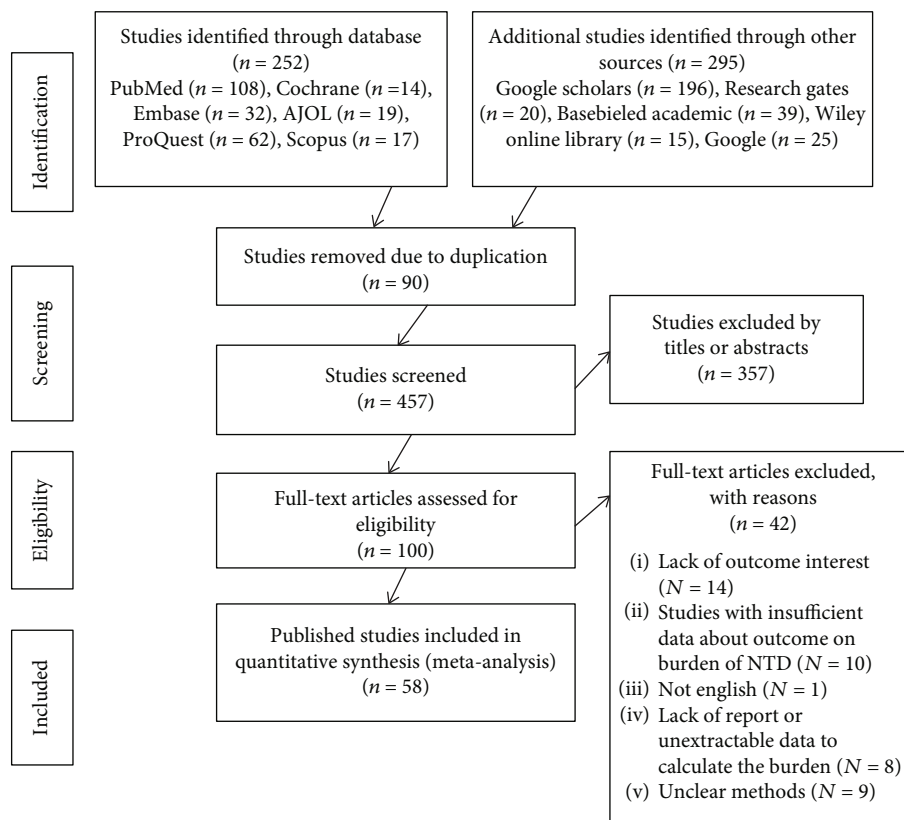 Identification
Studies identified through database
(n = 252)
PubMed (n = 108), Cochrane (n =14),
Embase (n = 32), AJOL (n = 19),
ProQuest (n = 62), Scopus (n = 17)
Additional studies identified through other
sources (n = 295)
Google scholars (n = 196), Research gates
(n = 20), Basebieled academic (n = 39), Wiley
online library (n = 15), Google (n = 25)
Studies removed due to duplication
(n = 90)
Screening
Studies screened
(n = 457)
Studies excluded by
titles or abstracts
(n = 357)
Eligibility
Full-text articles assessed for
eligibility
(n = 100)
Full-text articles excluded,
with reasons
(n = 42)
(i) Lack of outcome interest
(N = 14)
(ii) Studies with insufficient
data about outcome on
burden of NTD (N = 10)
(iii) Not english (N = 1)
(iv) Lack of report or
unextractable data to
calculate the burden (N = 8)
(v) Unclear methods (N = 9)
Included
Published studies included in
quantitative synthesis (meta-analysis)
(n = 58)